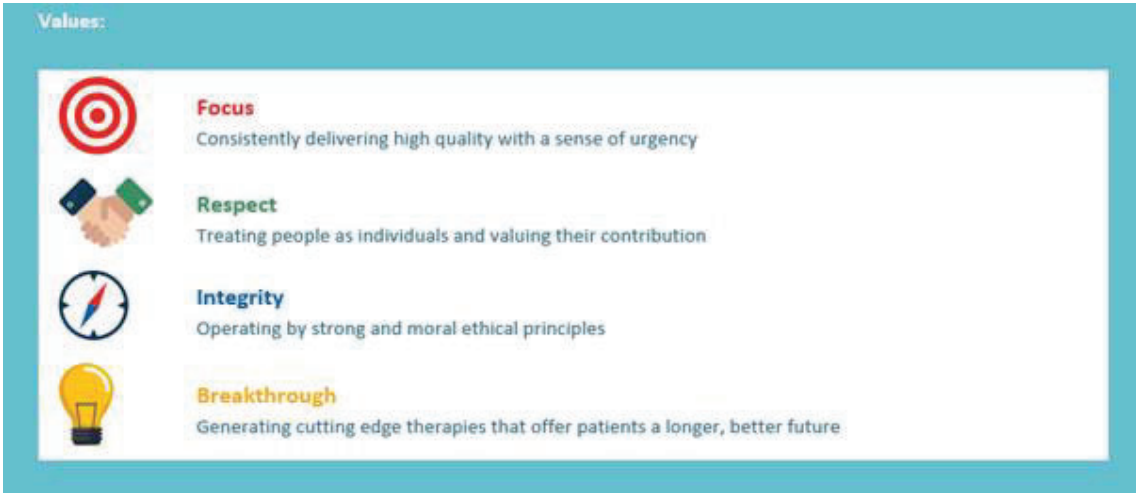 Values:
Focus
Consistently delivering high quality with a sense of urgency
Respect
Treating people as individuals and valuing their contribution
Integrity
Operating by strong and moral ethical principles
Breakthrough
Generating cutting edge therapies that offer patients a longer, better future